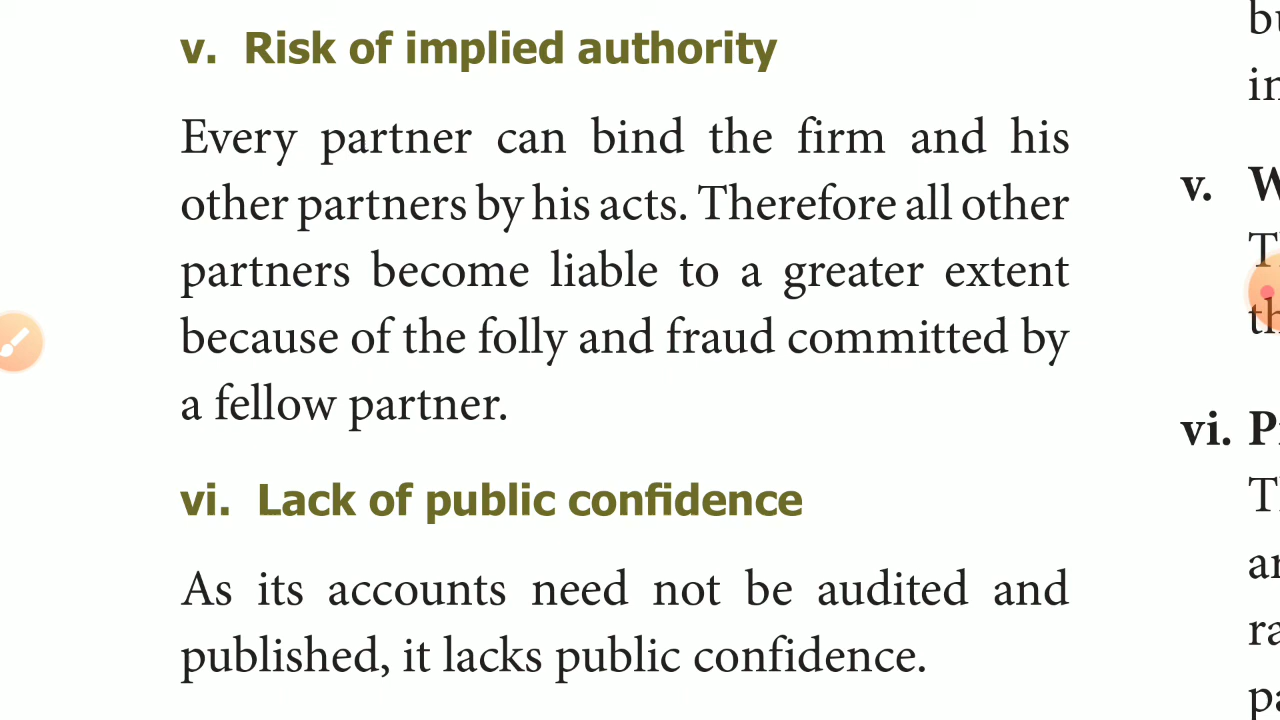 v. Risk of implied authority
Every partner can bind the firm and his
other partners by his acts. Therefore all other
partners become liable to a greater extent
because of the folly and fraud committed by
a fellow partner.
vi. Lack of public confidence
As its accounts need not be audited and
published, it lacks public confidence.
in
v.
vi.